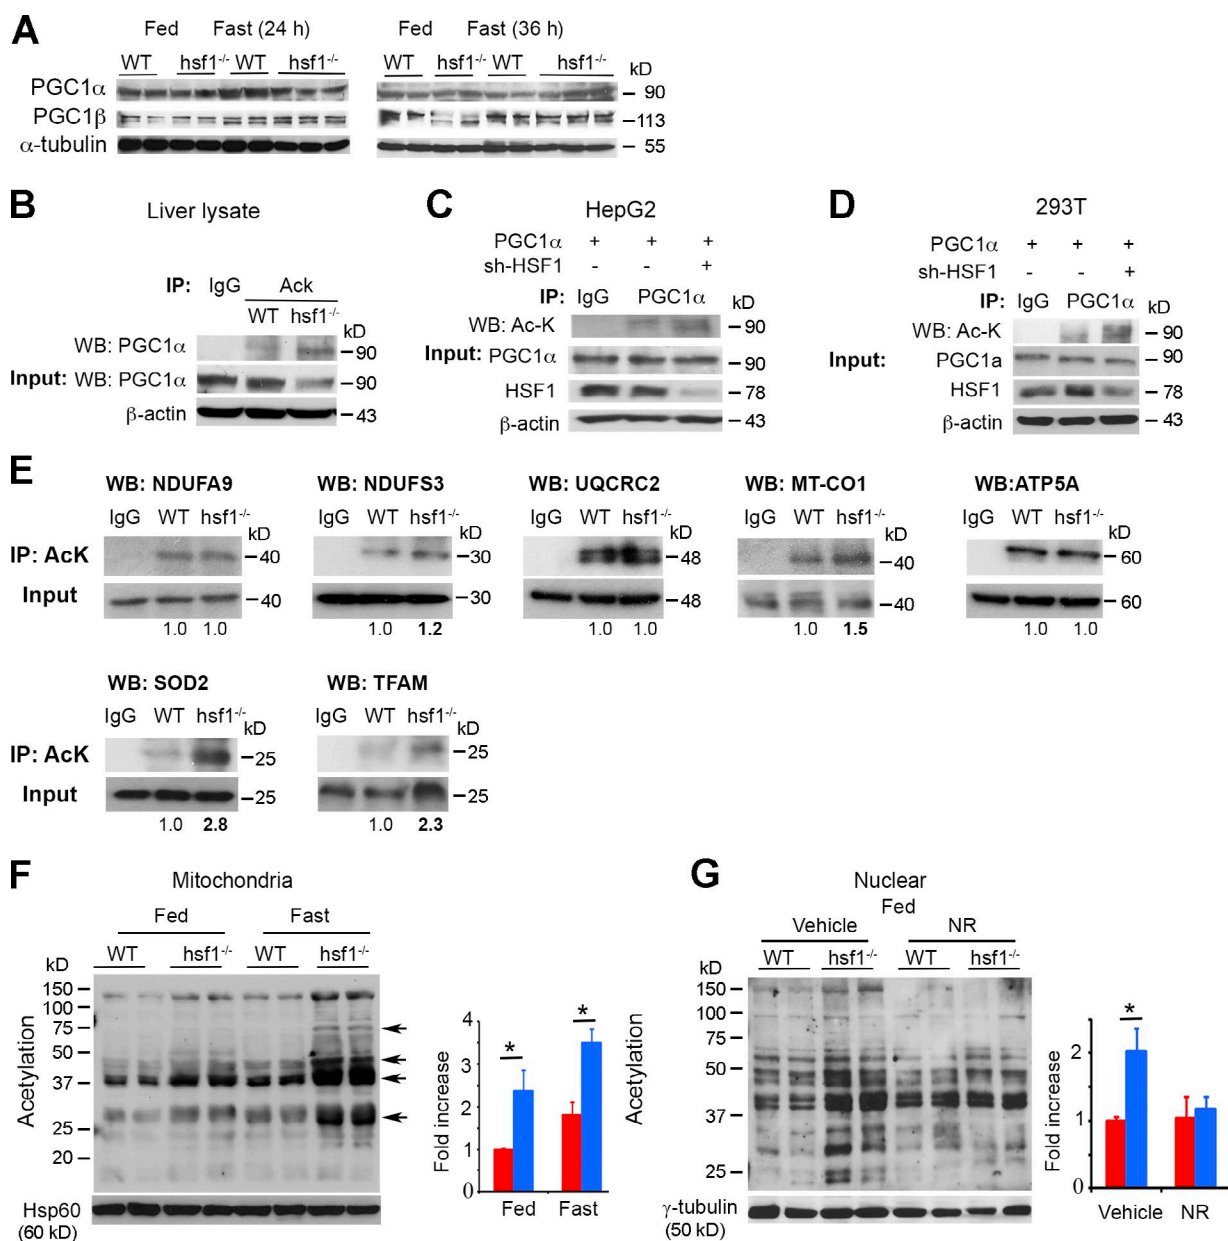 A
Fed Fast (24 h) Fed Fast (36 h)
WT hsf1-/- WT hsf1-/- WT hsf1-/- WT hsf1-/- kD
PGC1α 90
PGC1β 113
α-tubulin 55
B
Liver lysate
IP: IgG Ack
WT hsf1-/- kD
WB: PGC1α 90
Input: WB: PGC1α 90
β-actin 43
C
HepG2
PGC1α + + +
sh-HSF1 - - +
IP: IgG PGC1α kD
WB: Ac-K 90
Input: PGC1α 90
HSF1 78
β-actin 43
D
293T
PGC1α + + +
sh-HSF1 - - +
IP: IgG PGC1α kD
WB: Ac-K 90
Input: PGC1a 90
HSF1 78
β-actin 43
E
WB: NDUFA9 WB: NDUFS3 WB: UQCRC2 WB: MT-CO1 WB:ATP5A
IgG WT hsf1-/- kD IgG WT hsf1-/- kD IgG WT hsf1-/- kD IgG WT hsf1-/- kD IgG WT hsf1-/- kD
IP: AcK 40 30 48 40 60
Input 40 30 48 40 60
1.0 1.0 1.0 1.2 1.0 1.0 1.0 1.5 1.0 1.0
WB: SOD2 WB: TFAM
IgG WT hsf1-/- kD IgG WT hsf1-/- kD
IP: AcK 25 25
Input 25 25
1.0 2.8 1.0 2.3
F
Mitochondria
Fed Fast
WT hsf1-/- WT hsf1-/-
kD
150
100
75
50
37
25
20
Acetylation
Hsp60
(60 kD)
Fold increase
4
3
2
1
0
* *
Fed Fast
G
Nuclear
Fed
Vehicle NR
WT hsf1-/- WT hsf1-/-
kD
150
100
75
50
37
25
Acetylation
γ-tubulin
(50 kD)
Fold increase
2
1
0
*
Vehicle NR